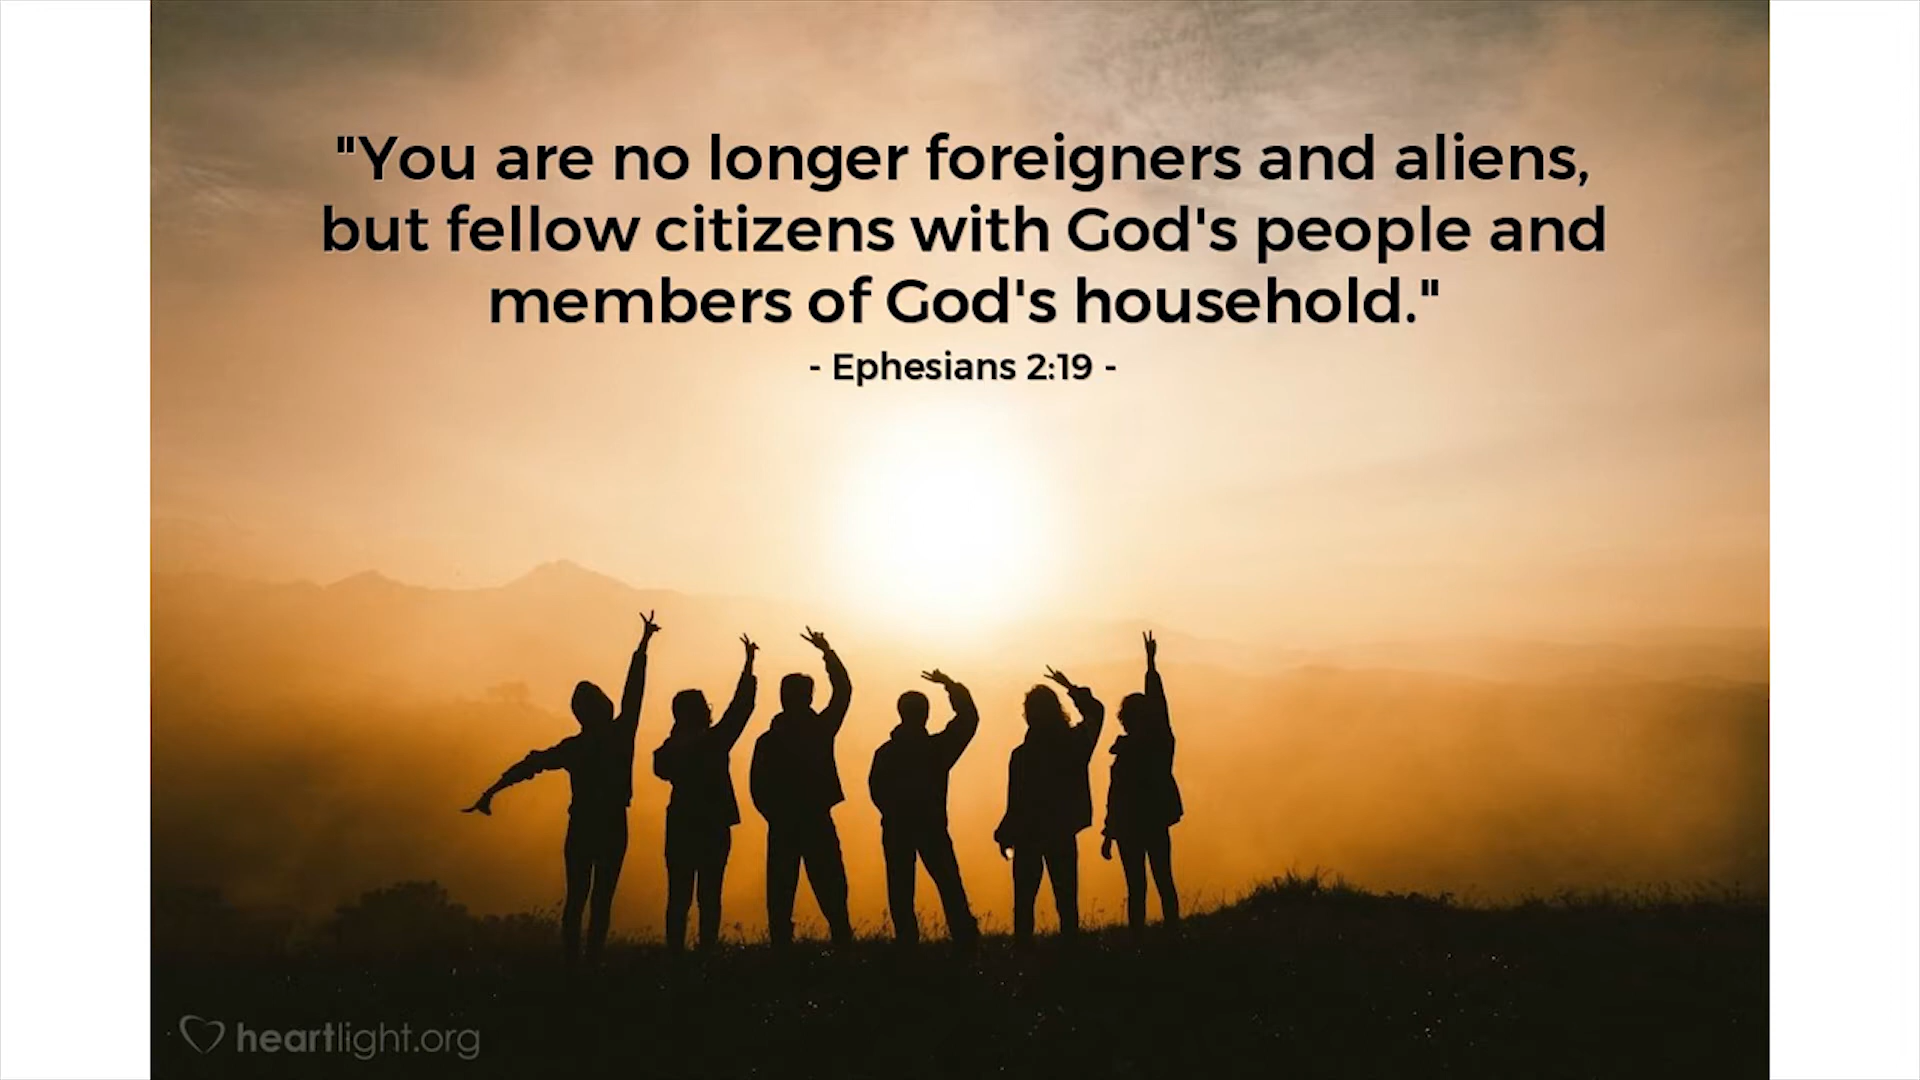 "You are no longer foreigners and aliens,
but fellow citizens with God's people and
members of God's household."
- Ephesians 2:19 -
heartlight.org